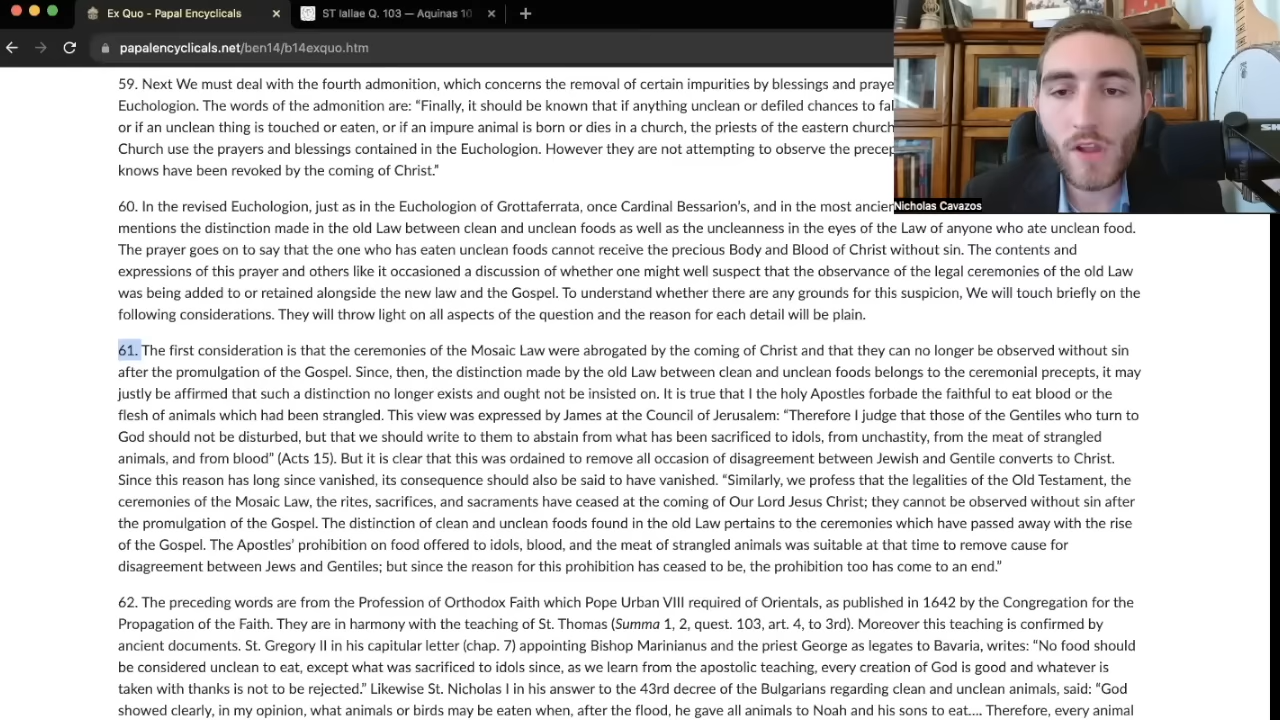 Ex Quo - Papal Encyclicals
ST IaIIae Q. 103 — Aquinas 10
papalencyclicals.net/ben14/b14exquo.htm
59. Next We must deal with the fourth admonition, which concerns the removal of certain impurities by blessings and praye
Euchologion. The words of the admontion are: “Finally, it should be known that if anything unclean or defiled chances to fal
or if an unclean thing is touched or eaten, or if an impure animal is born or dies in a church, the priests of the eastern church
Church use the prayers and blessings contained in the Euchologion. However they are not attempting to observe the precep
knows have been revoked by the coming of Christ.”
Nicholas Cavazos
60. In the revised Euchologion, just as in the Euchologion of Grottaferrata, once Cardinal Bessarion’s, and in the most ancien
mentions the distinction made in the old Law between clean and unclean foods as well as the uncleanness in the eyes of the Law of anyone who ate unclean food.
The prayer goes on to say that the one who has eaten unclean foods cannot receive the precious Body and Blood of Christ without sin. The contents and
expressions of this prayer and others like it occasioned a discussion of whether one might well suspect that the observance of the legal ceremonies of the old Law
was being added to or retained alongside the new law and the Gospel. To understand whether there are any grounds for this suspicion, We will touch briefly on the
following considerations. They will throw light on all aspects of the question and the reason for each detail will be plain.
61. The first consideration is that the ceremonies of the Mosaic Law were abrogated by the coming of Christ and that they can no longer be observed without sin
after the promulgation of the Gospel. Since, then, the distinction made by the old Law between clean and unclean foods belongs to the ceremonial precepts, it may
justly be affirmed that such a distinction no longer exists and ought not be insisted on. It is true that I the holy Apostles forbade the faithful to eat blood or the
flesh of animals which had been strangled. This view was expressed by James at the Council of Jerusalem: “Therefore I judge that those of the Gentiles who turn to
God should not be disturbed, but that we should write to them to abstain from what has been sacrificed to idols, from unchastity, from the meat of strangled
animals, and from blood” (Acts 15). But it is clear that this was ordained to remove all occasion of disagreement between Jewish and Gentile converts to Christ.
Since this reason has long since vanished, its consequence should also be said to have vanished. “Similarly, we profess that the legalities of the Old Testament, the
ceremonies of the Mosaic Law, the rites, sacrifices, and sacraments have ceased at the coming of Our Lord Jesus Christ; they cannot be observed without sin after
the promulgation of the Gospel. The distinction of clean and unclean foods found in the old Law pertains to the ceremonies which have passed away with the rise
of the Gospel. The Apostles’ prohibition on food offered to idols, blood, and the meat of strangled animals was suitable at that time to remove cause for
disagreement between Jews and Gentiles; but since the reason for this prohibition has ceased to be, the prohibition too has come to an end.”
62. The preceding words are from the Profession of Orthodox Faith which Pope Urban VIII required of Orientals, as published in 1642 by the Congregation for the
Propagation of the Faith. They are in harmony with the teaching of St. Thomas (Summa 1, 2, quest. 103, art. 4, to 3rd). Moreover this teaching is confirmed by
ancient documents. St. Gregory II in his capitular letter (chap. 7) appointing Bishop Marinianus and the priest George as legates to Bavaria, writes: “No food should
be considered unclean to eat, except what was sacrificed to idols since, as we learn from the apostolic teaching, every creation of God is good and whatever is
taken with thanks is not to be rejected.” Likewise St. Nicholas I in his answer to the 43rd decree of the Bulgarians regarding clean and unclean animals, said: “God
showed clearly, in my opinion, what animals or birds may be eaten when, after the flood, he gave all animals to Noah and his sons to eat…. Therefore, every animal